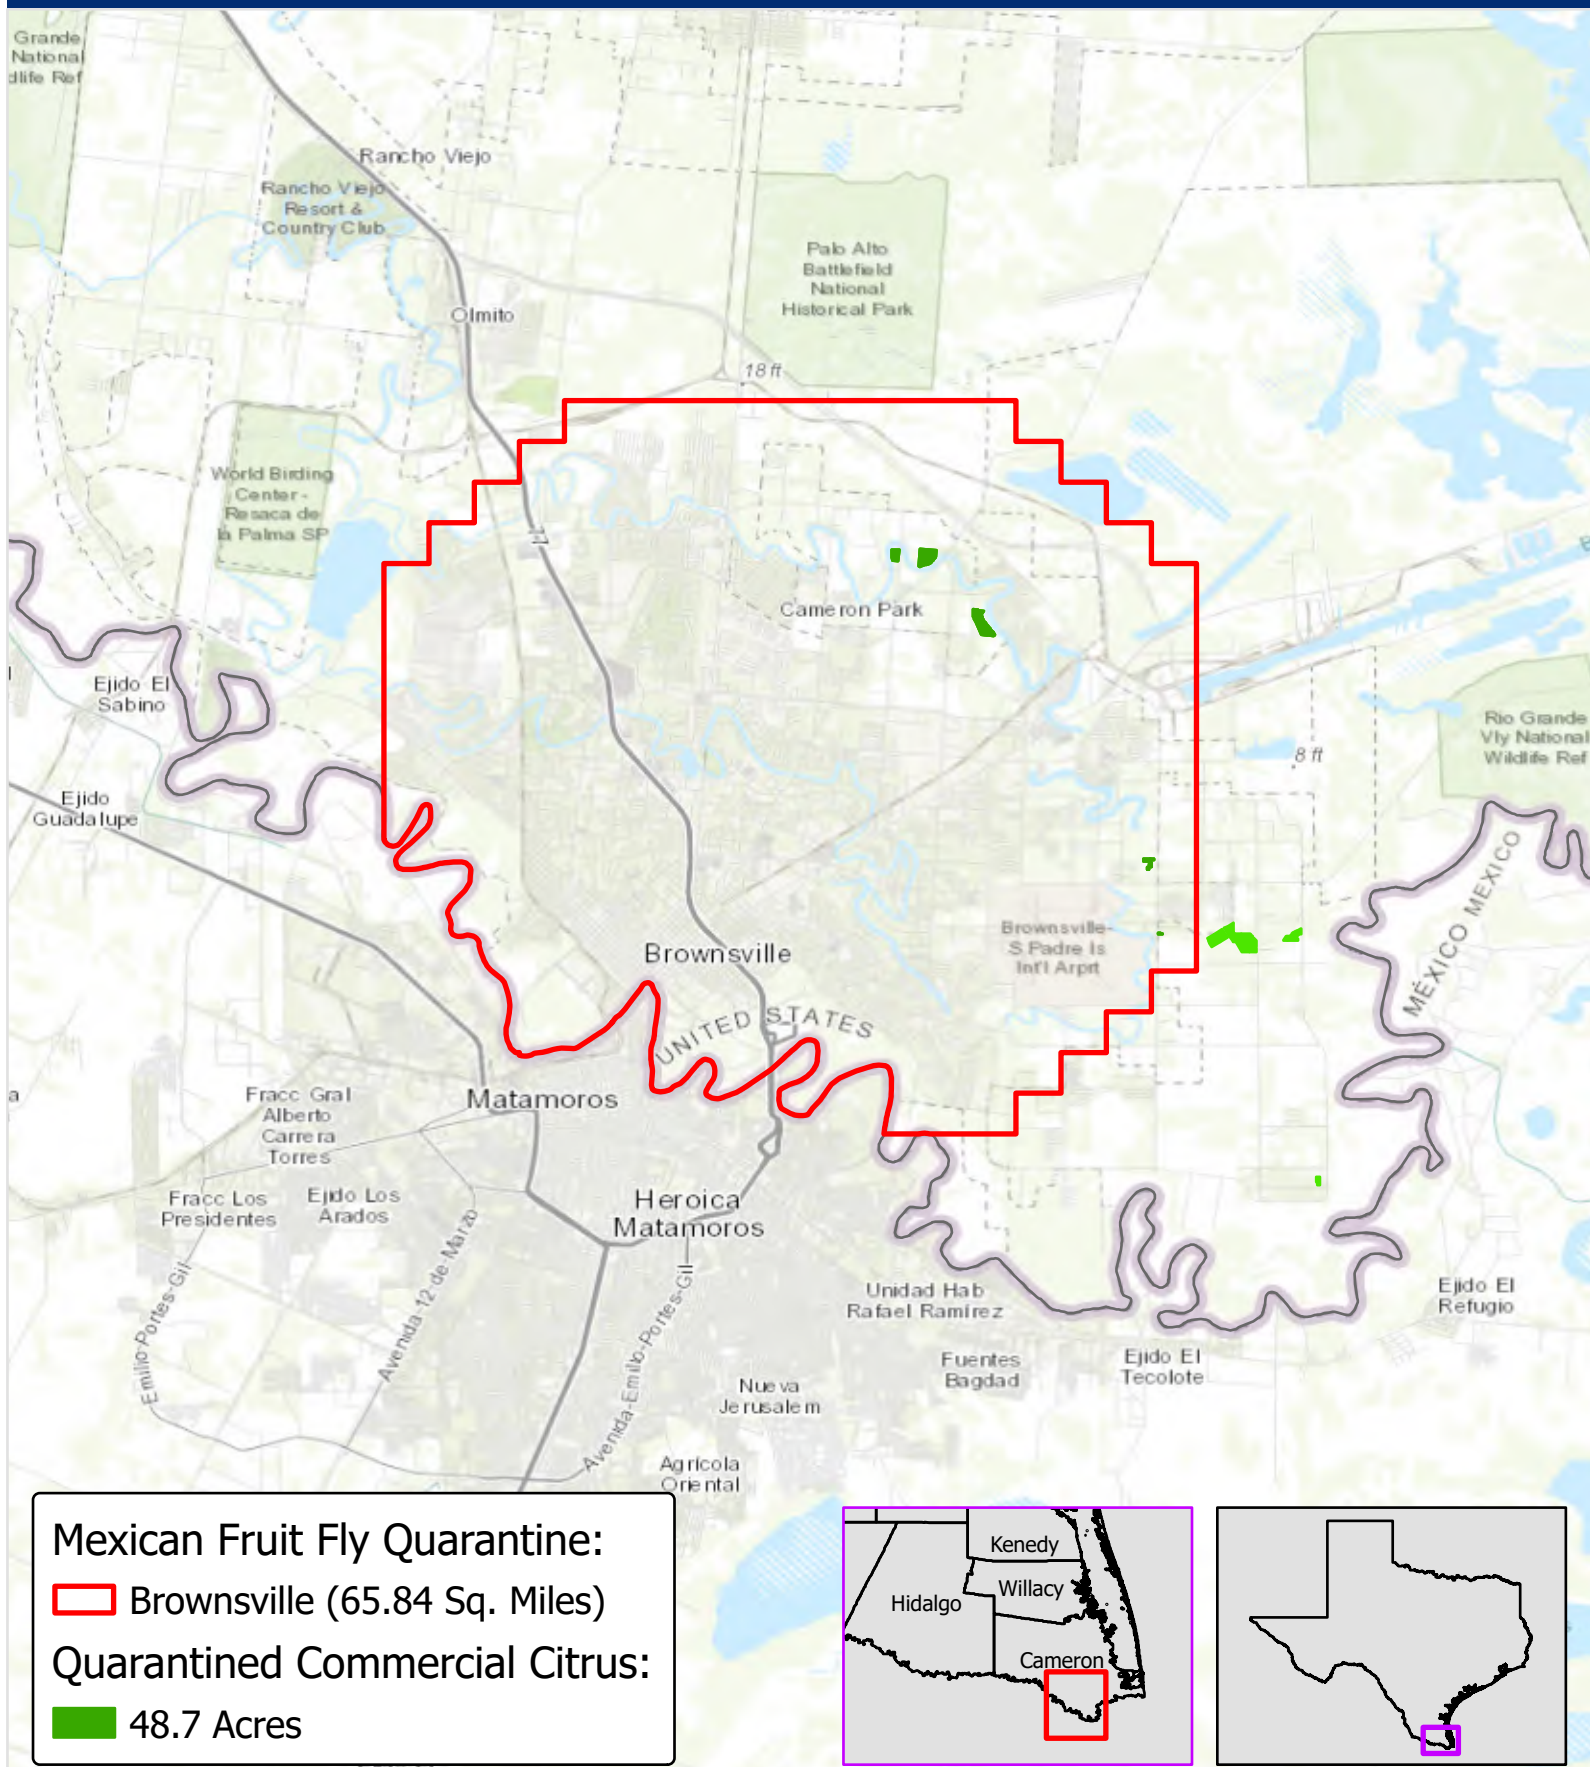 Grande
National
dlife Ref
Rancho Viejo
Rancho Viejo
Resort &
Country Club
Palo Alto
Battlefield
National
Historical Park
Olmito
18 ft
World Birding
Center -
Resaca de
la Palma SP
Cameron Park
Ejido El
Sabino
Rio Grande
Vly National
Wildlife Ref
8 ft
Ejido
Guadalupe
MÉXICO MEXICO
Brownsville-
S Padre Is
Int'l Arprt
Brownsville
UNITED STATES
a
Fracc Gral
Alberto
Carrera
Torres
Matamoros
Fracc Los
Presidentes
Ejido Los
Arados
Heroica
Matamoros
Emilio-Portes-Gil
Avenida-12-de-Marzo
Avenida-Emilio-Portes-Gil
Unidad Hab
Rafael Ramírez
Ejido El
Refugio
Fuentes
Bagdad
Ejido El
Tecolote
Nueva
Jerusalem
Agrícola
Oriental
Mexican Fruit Fly Quarantine:
Brownsville (65.84 Sq. Miles)
Quarantined Commercial Citrus:
48.7 Acres
Kenedy
Willacy
Hidalgo
Cameron